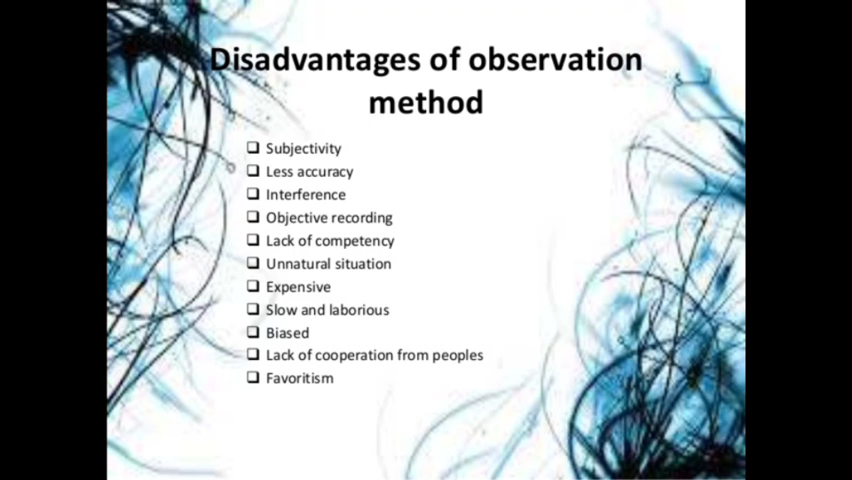 Disadvantages of observation
method
Subjectivity
Less accuracy
Interference
Objective recording
Lack of competency
Unnatural situation
Expensive
Slow and laborious
Biased
Lack of cooperation from peoples
Favoritism